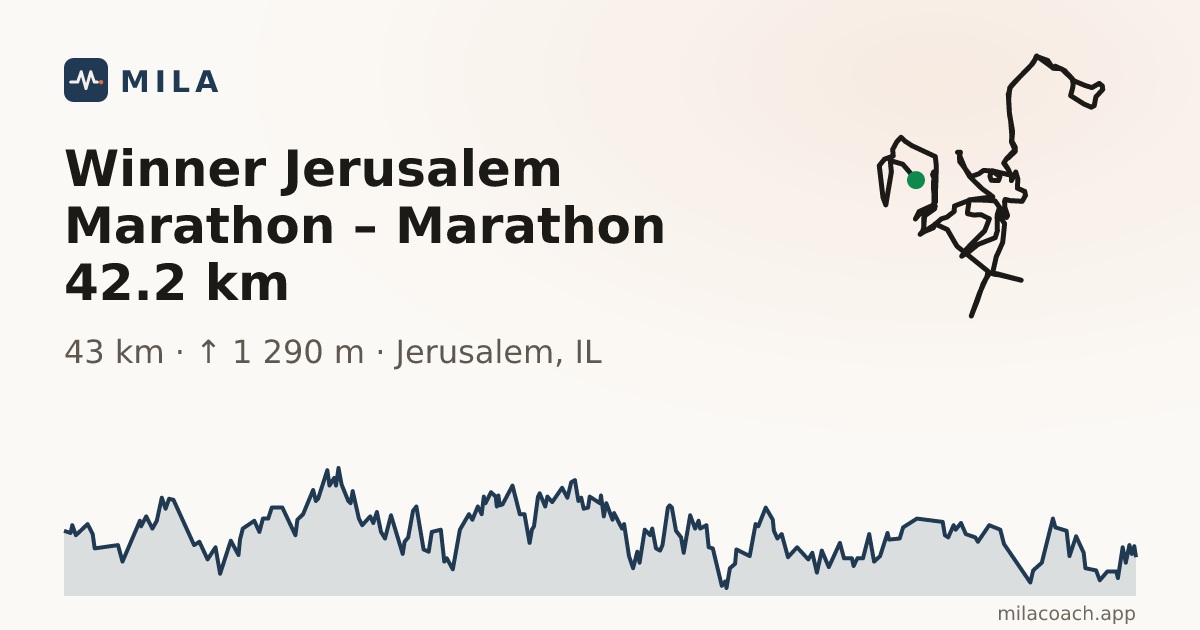 MILA
Winner Jerusalem
Marathon – Marathon
42.2 km
43 km · ↑ 1 290 m · Jerusalem, IL
milacoach.app